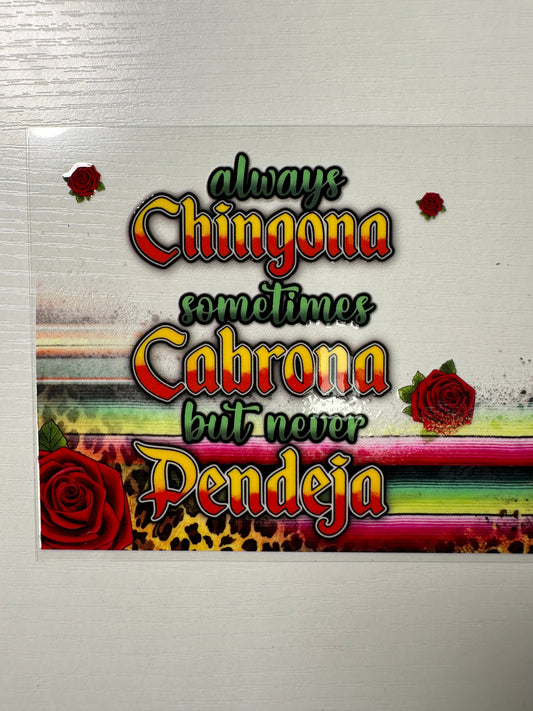 always
Chingona
sometimes
Cabrona
but never
Pendeja